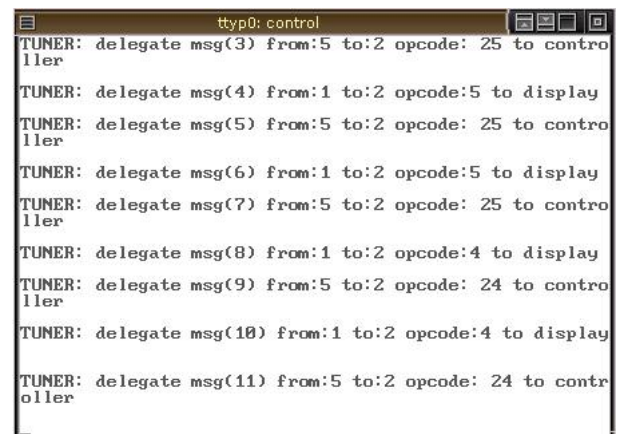 ttyp0: control
TUNER: delegate msg(3) from:5 to:2 opcode: 25 to contro
ller
TUNER: delegate msg(4) from:1 to:2 opcode:5 to display
TUNER: delegate msg(5) from:5 to:2 opcode: 25 to contro
ller
TUNER: delegate msg(6) from:1 to:2 opcode:5 to display
TUNER: delegate msg(7) from:5 to:2 opcode: 25 to contro
ller
TUNER: delegate msg(8) from:1 to:2 opcode:4 to display
TUNER: delegate msg(9) from:5 to:2 opcode: 24 to contro
ller
TUNER: delegate msg(10) from:1 to:2 opcode:4 to display
TUNER: delegate msg(11) from:5 to:2 opcode: 24 to contr
oller